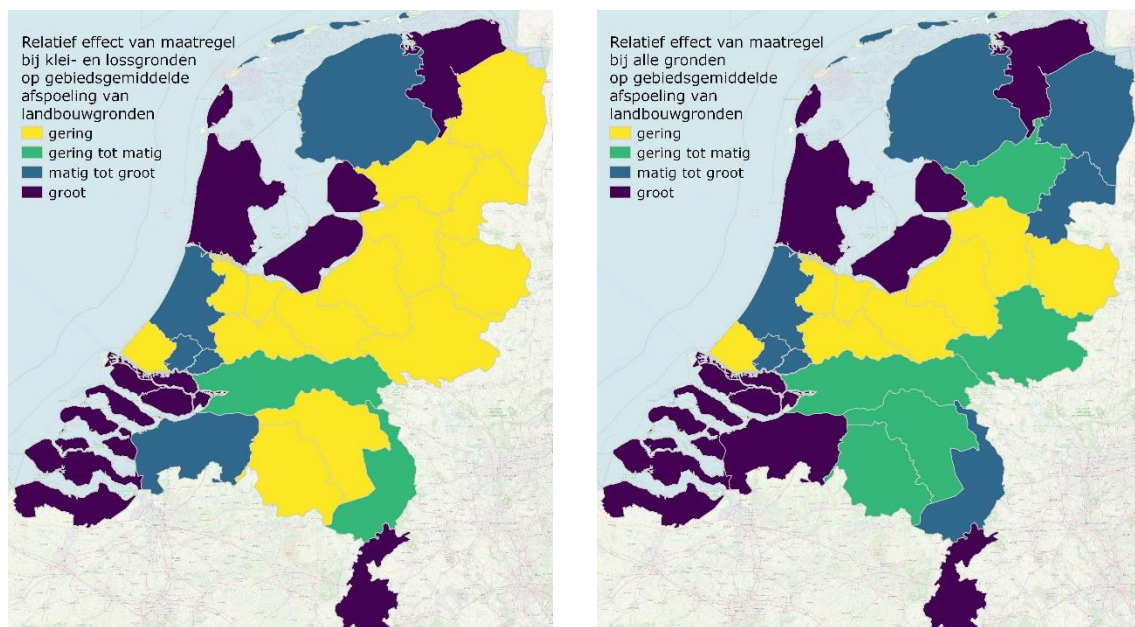 Relatief effect van maatregel
bij klei- en lossgronden
op gebiedsgemiddelde
afspoeling van
landbouwgronden
gering
gering tot matig
matig tot groot
groot
Relatief effect van maatregel
bij alle gronden
op gebiedsgemiddelde
afspoeling van
landbouwgronden
gering
gering tot matig
matig tot groot
groot